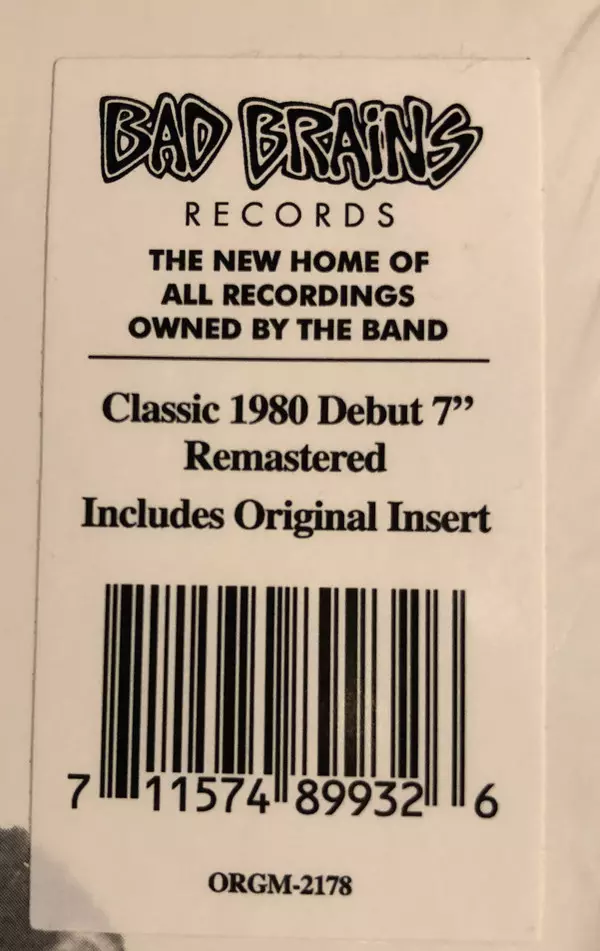 BAD BRAiNS
RECORDS
THE NEW HOME OF
ALL RECORDINGS
OWNED BY THE BAND
Classic 1980 Debut 7”
Remastered
Includes Original Insert
7 11574 89932 6
ORGM-2178